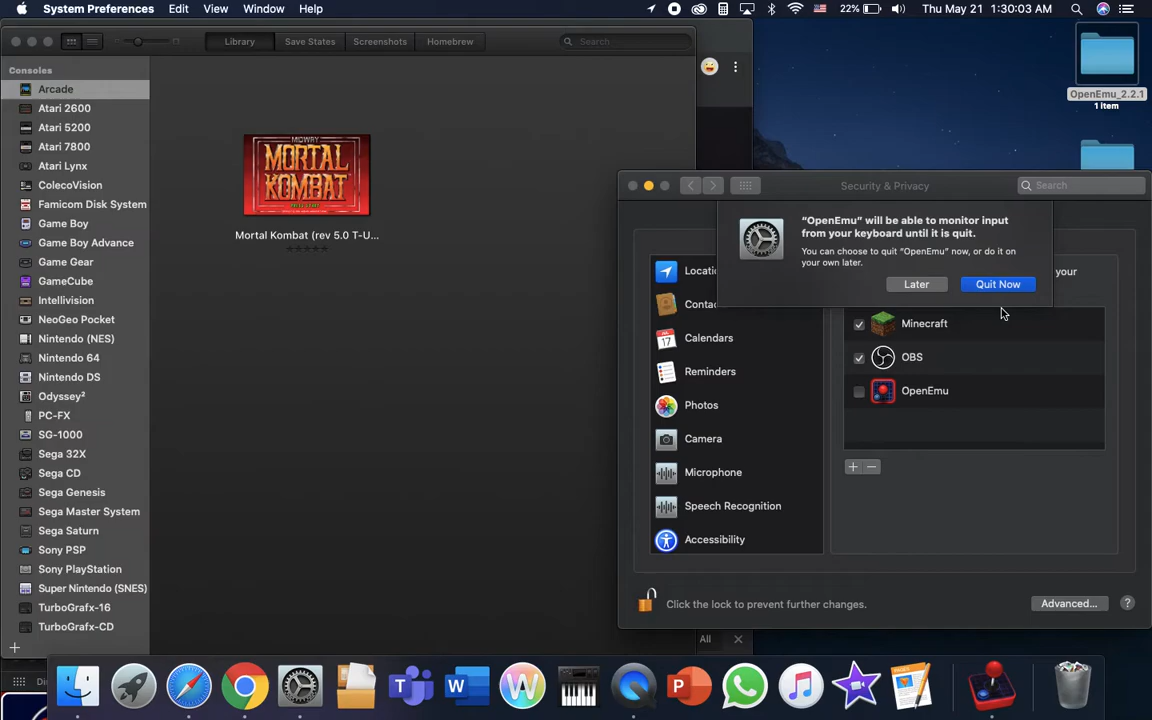 System Preferences Edit View Window Help
22% Thu May 21 1:30:03 AM
Library Save States Screenshots Homebrew Search
Consoles
Arcade
Atari 2600
Atari 5200
Atari 7800
Atari Lynx
ColecoVision
Famicom Disk System
Game Boy
Game Boy Advance
Game Gear
GameCube
Intellivision
NeoGeo Pocket
Nintendo (NES)
Nintendo 64
Nintendo DS
Odyssey²
PC-FX
SG-1000
Sega 32X
Sega CD
Sega Genesis
Sega Master System
Sega Saturn
Sony PSP
Sony PlayStation
Super Nintendo (SNES)
TurboGrafx-16
TurboGrafx-CD
MIDWAY
MORTAL
KOMBAT
Mortal Kombat (rev 5.0 T-U...
OpenEmu_2.2.1
1 item
Security & Privacy
Search
“OpenEmu” will be able to monitor input
from your keyboard until it is quit.
You can choose to quit “OpenEmu” now, or do it on
your own later.
Later Quit Now
your
Locatio
Contac
Calendars
Reminders
Photos
Camera
Microphone
Speech Recognition
Accessibility
Minecraft
OBS
OpenEmu
Click the lock to prevent further changes.
Advanced... ?
All
JUL
17
T
W
W
P